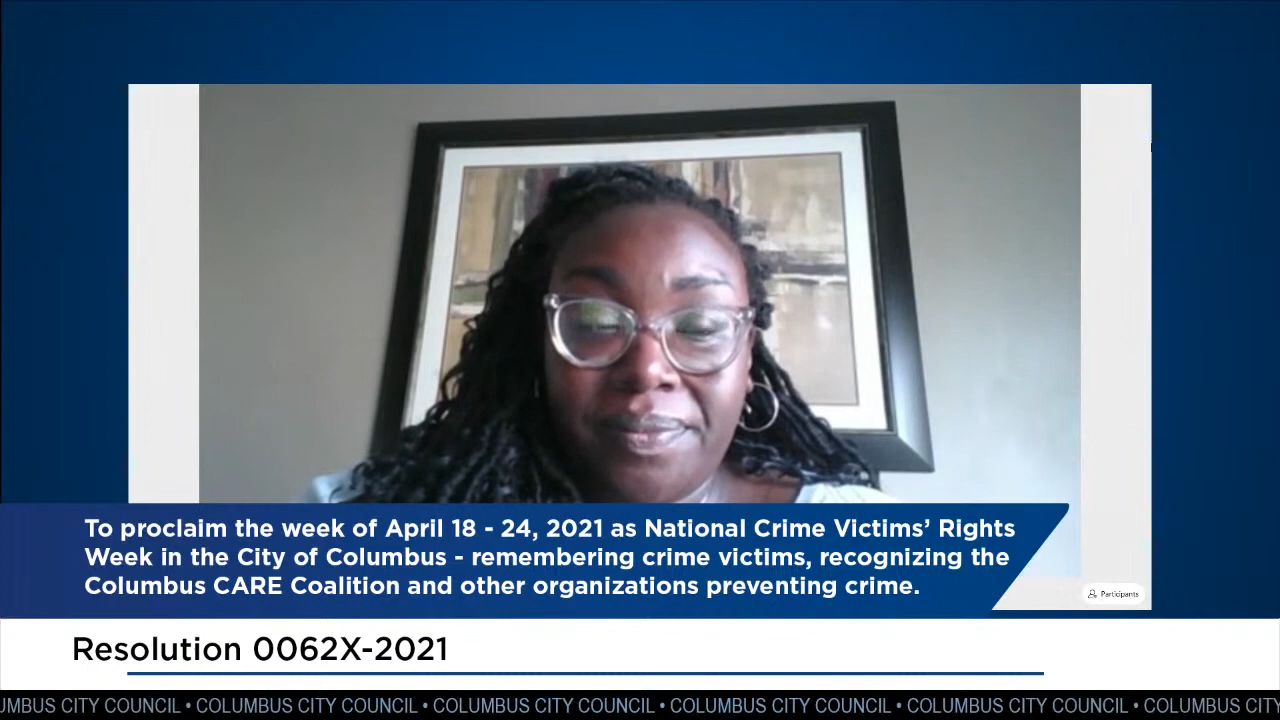 To proclaim the week of April 18 - 24, 2021 as National Crime Victims’ Rights
Week in the City of Columbus - remembering crime victims, recognizing the
Columbus CARE Coalition and other organizations preventing crime.
Participants
Resolution 0062X-2021
UMBUS CITY COUNCIL • COLUMBUS CITY COUNCIL • COLUMBUS CITY COUNCIL • COLUMBUS CITY COUNCIL • COLUMBUS CITY COUNCIL • COLUMBUS CITY